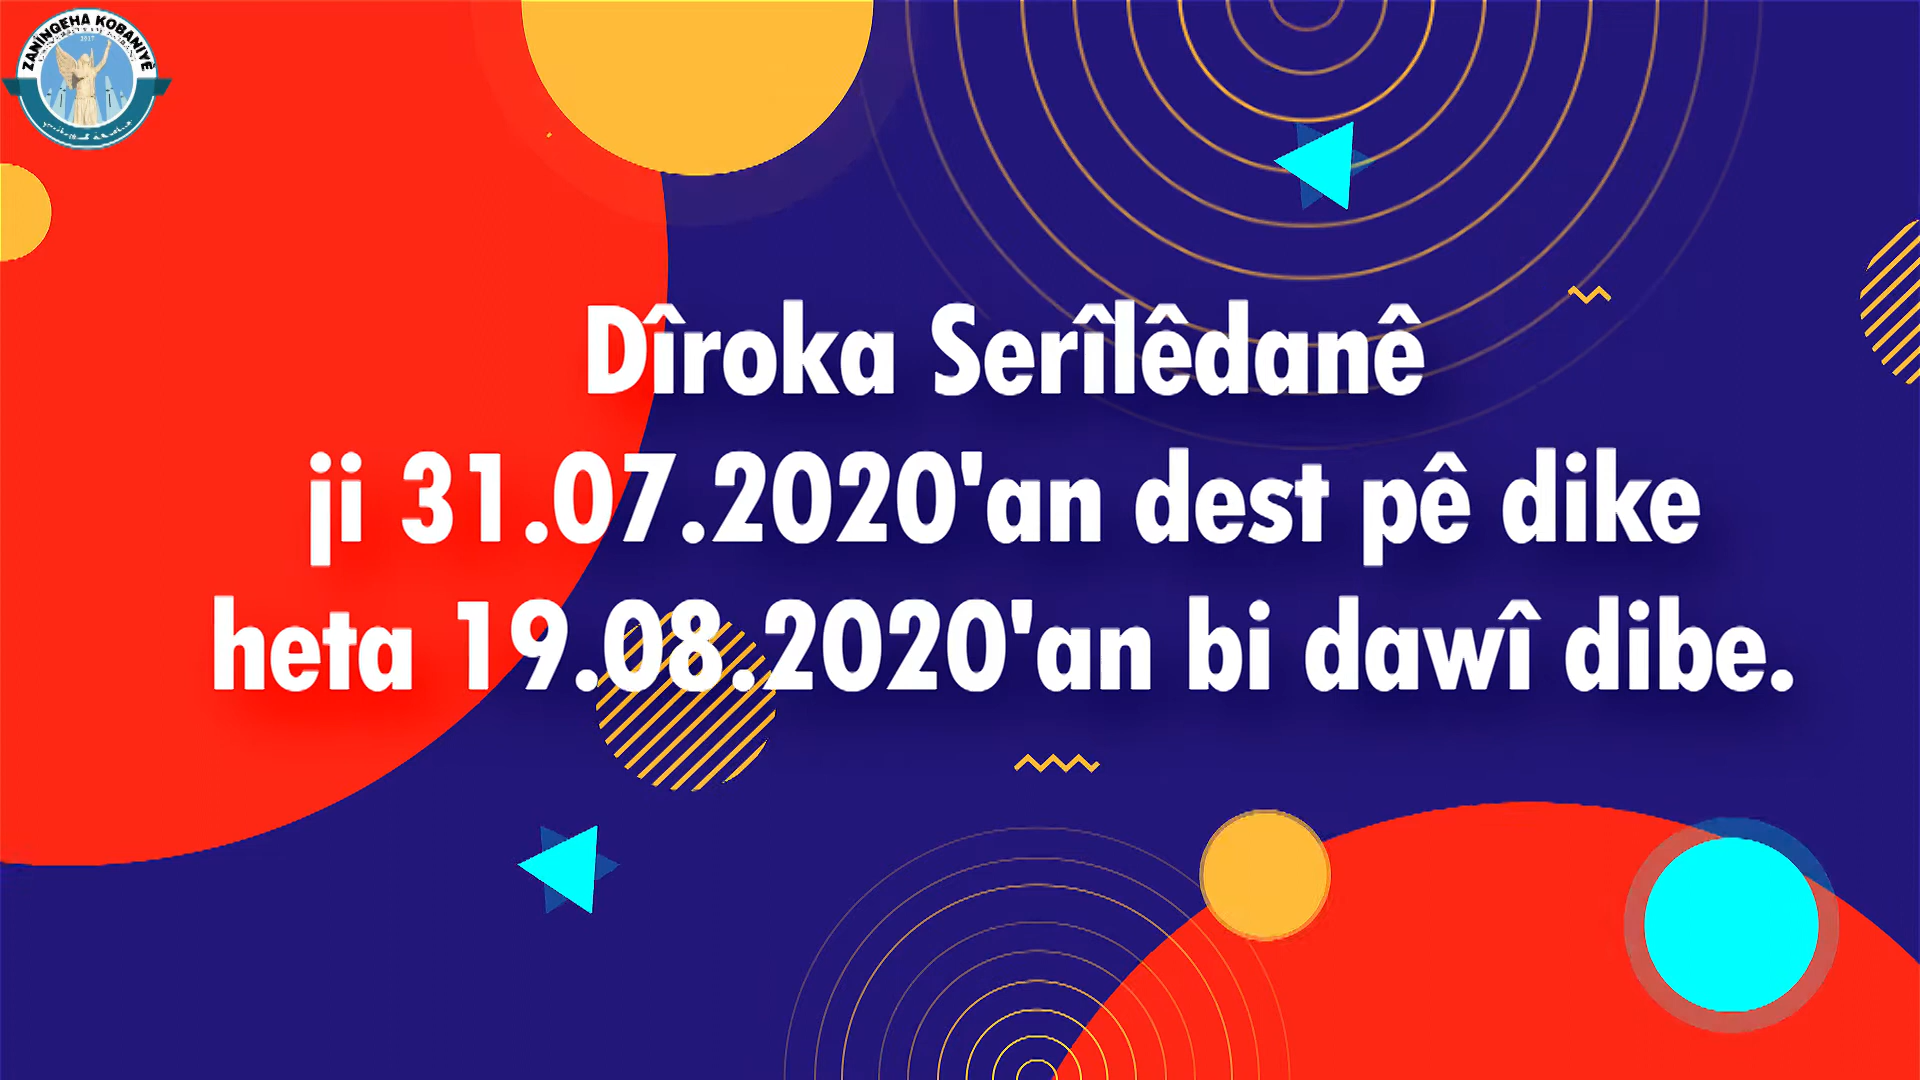 ZANÎNGEHA KOBANIYÊ
2017
Dîroka Serîlêdanê
ji 31.07.2020'an dest pê dike
heta 19.08.2020'an bi dawî dibe.